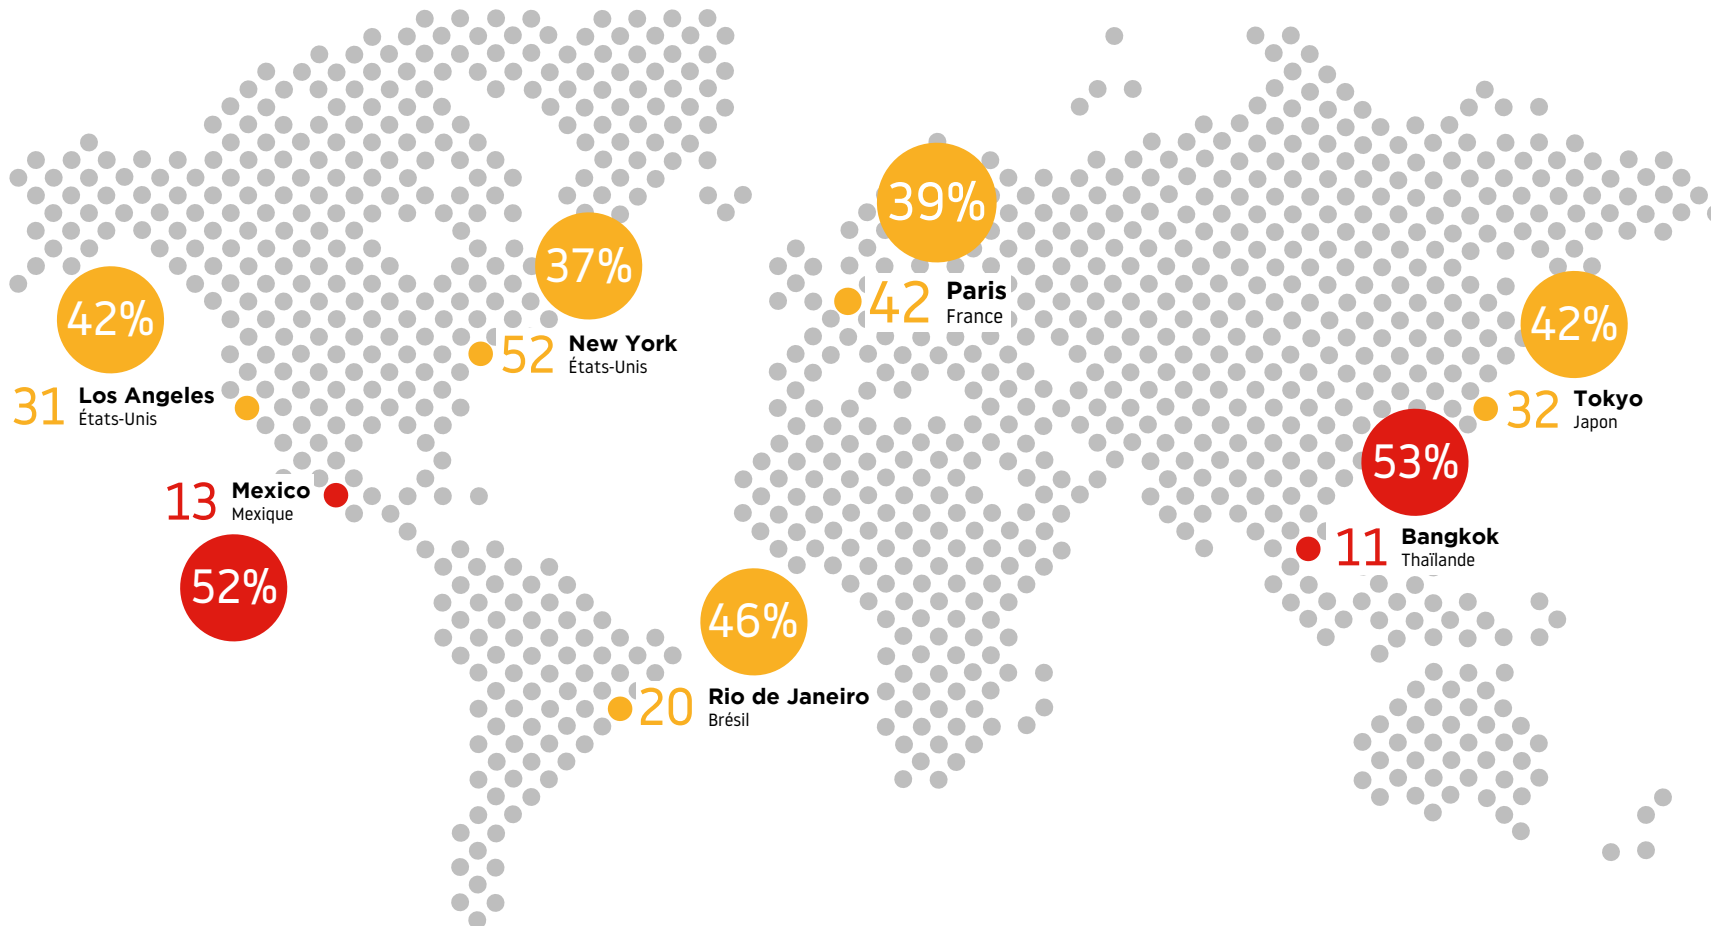 39%
42 Paris
France
37%
52 New York
États-Unis
42%
31 Los Angeles
États-Unis
42%
32 Tokyo
Japon
53%
11 Bangkok
Thaïlande
13 Mexico
Mexique
52%
46%
20 Rio de Janeiro
Brésil